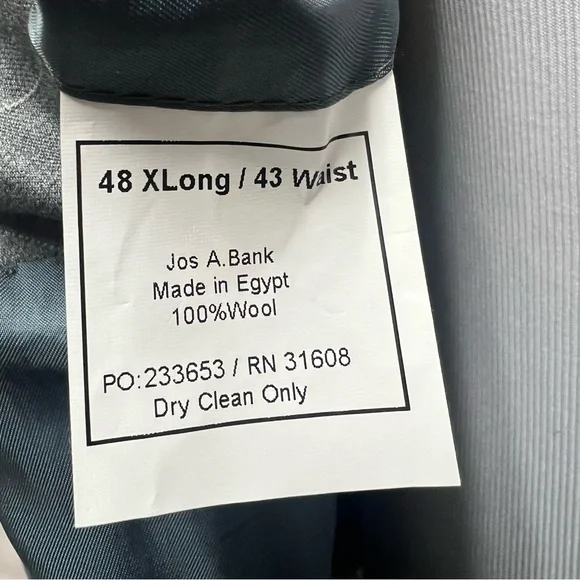 48 XLong / 43 Waist
Jos A.Bank
Made in Egypt
100%Wool
PO:233653 / RN 31608
Dry Clean Only